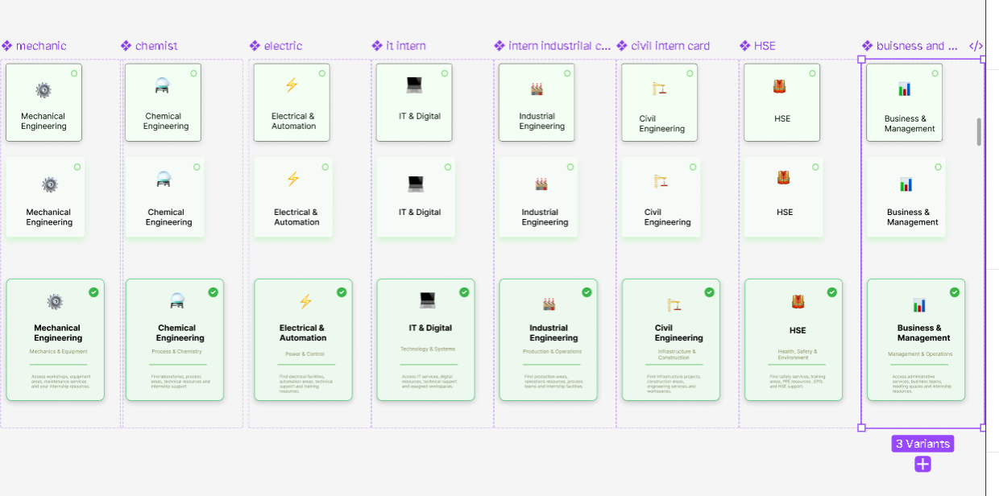 mechanic
chemist
electric
it intern
intern industrilal c...
civil intern card
HSE
buisness and ...
</>
Mechanical
Engineering
Chemical
Engineering
Electrical &
Automation
IT & Digital
Industrial
Engineering
Civil
Engineering
HSE
Business &
Management
Mechanical
Engineering
Chemical
Engineering
Electrical &
Automation
IT & Digital
Industrial
Engineering
Civil
Engineering
HSE
Business &
Management
Mechanical
Engineering
Mechanics & Equipment
Access workshops, equipment
areas, maintenance services
and your internship resources.
Chemical
Engineering
Process & Chemistry
Find laboratories, process
areas, technical resources and
internship support
Electrical &
Automation
Power & Control
Find electrical facilities,
automation areas, technical
support and training
resources.
IT & Digital
Technology & Systems
Access IT services, digital
resources, technical support
and assigned workspaces.
Industrial
Engineering
Production & Operations
Find production areas,
operations resources, process
teams and internship facilities.
Civil
Engineering
Infrastructure &
Construction
Find infrastructure projects,
construction areas,
engineering services and
workspaces.
HSE
Health, Safety &
Environment
Find safety services, training
areas, PPE resources , EPIs
and HSE support.
Business &
Management
Management & Operations
Access administrative
services, business teams,
meeting spaces and internship
resources.
3 Variants